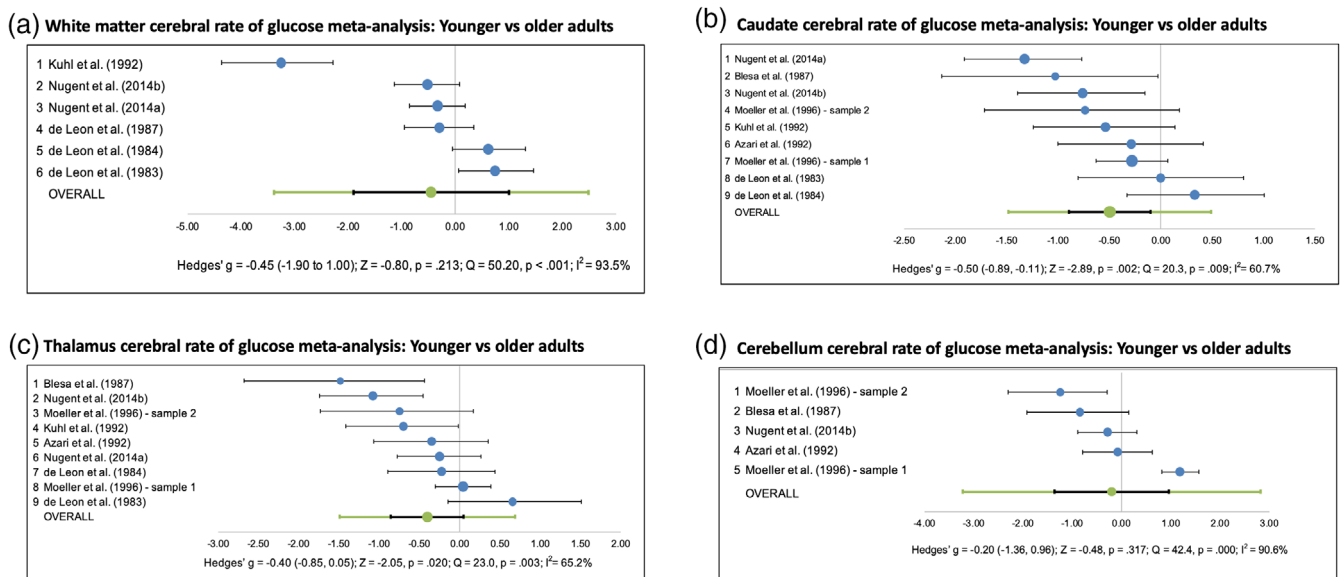 (a) White matter cerebral rate of glucose meta-analysis: Younger vs older adults
1 Kuhl et al. (1992)
2 Nugent et al. (2014b)
3 Nugent et al. (2014a)
4 de Leon et al. (1987)
5 de Leon et al. (1984)
6 de Leon et al. (1983)
OVERALL
-5.00 -4.00 -3.00 -2.00 -1.00 0.00 1.00 2.00 3.00
Hedges' g = -0.45 (-1.90 to 1.00); Z = -0.80, p = .213; Q = 50.20, p < .001; I2 = 93.5%
(b) Caudate cerebral rate of glucose meta-analysis: Younger vs older adults
1 Nugent et al. (2014a)
2 Blesa et al. (1987)
3 Nugent et al. (2014b)
4 Moeller et al. (1996) - sample 2
5 Kuhl et al. (1992)
6 Azari et al. (1992)
7 Moeller et al. (1996) - sample 1
8 de Leon et al. (1983)
9 de Leon et al. (1984)
OVERALL
-2.50 -2.00 -1.50 -1.00 -0.50 0.00 0.50 1.00 1.50
Hedges' g = -0.50 (-0.89, -0.11); Z = -2.89, p = .002; Q = 20.3, p = .009; I2= 60.7%
(c) Thalamus cerebral rate of glucose meta-analysis: Younger vs older adults
1 Blesa et al. (1987)
2 Nugent et al. (2014b)
3 Moeller et al. (1996) - sample 2
4 Kuhl et al. (1992)
5 Azari et al. (1992)
6 Nugent et al. (2014a)
7 de Leon et al. (1984)
8 Moeller et al. (1996) - sample 1
9 de Leon et al. (1983)
OVERALL
-3.00 -2.50 -2.00 -1.50 -1.00 -0.50 0.00 0.50 1.00 1.50 2.00
Hedges' g = -0.40 (-0.85, 0.05); Z = -2.05, p = .020; Q = 23.0, p = .003; I2 = 65.2%
(d) Cerebellum cerebral rate of glucose meta-analysis: Younger vs older adults
1 Moeller et al. (1996) - sample 2
2 Blesa et al. (1987)
3 Nugent et al. (2014b)
4 Azari et al. (1992)
5 Moeller et al. (1996) - sample 1
OVERALL
-4.00 -3.00 -2.00 -1.00 0.00 1.00 2.00 3.00
Hedges' g = -0.20 (-1.36, 0.96); Z = -0.48, p = .317; Q = 42.4, p = .000; I2 = 90.6%